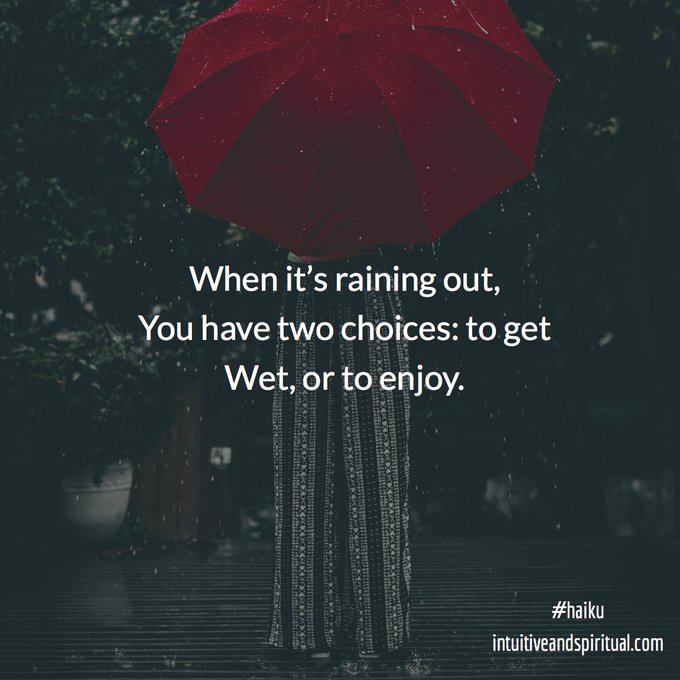 When it’s raining out,
You have two choices: to get
Wet, or to enjoy.
#haiku
intuitiveandspiritual.com